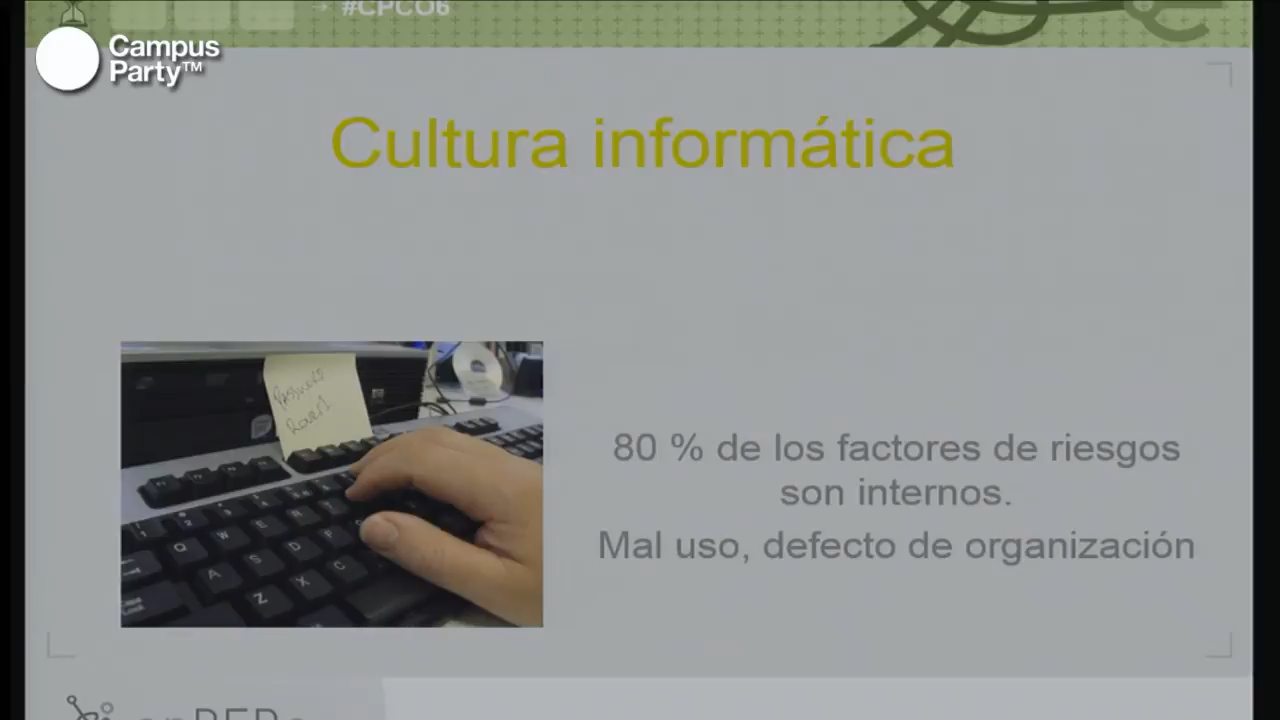 #CPCO6
Campus
Party™
Cultura informática
80 % de los factores de riesgos
son internos.
Mal uso, defecto de organización